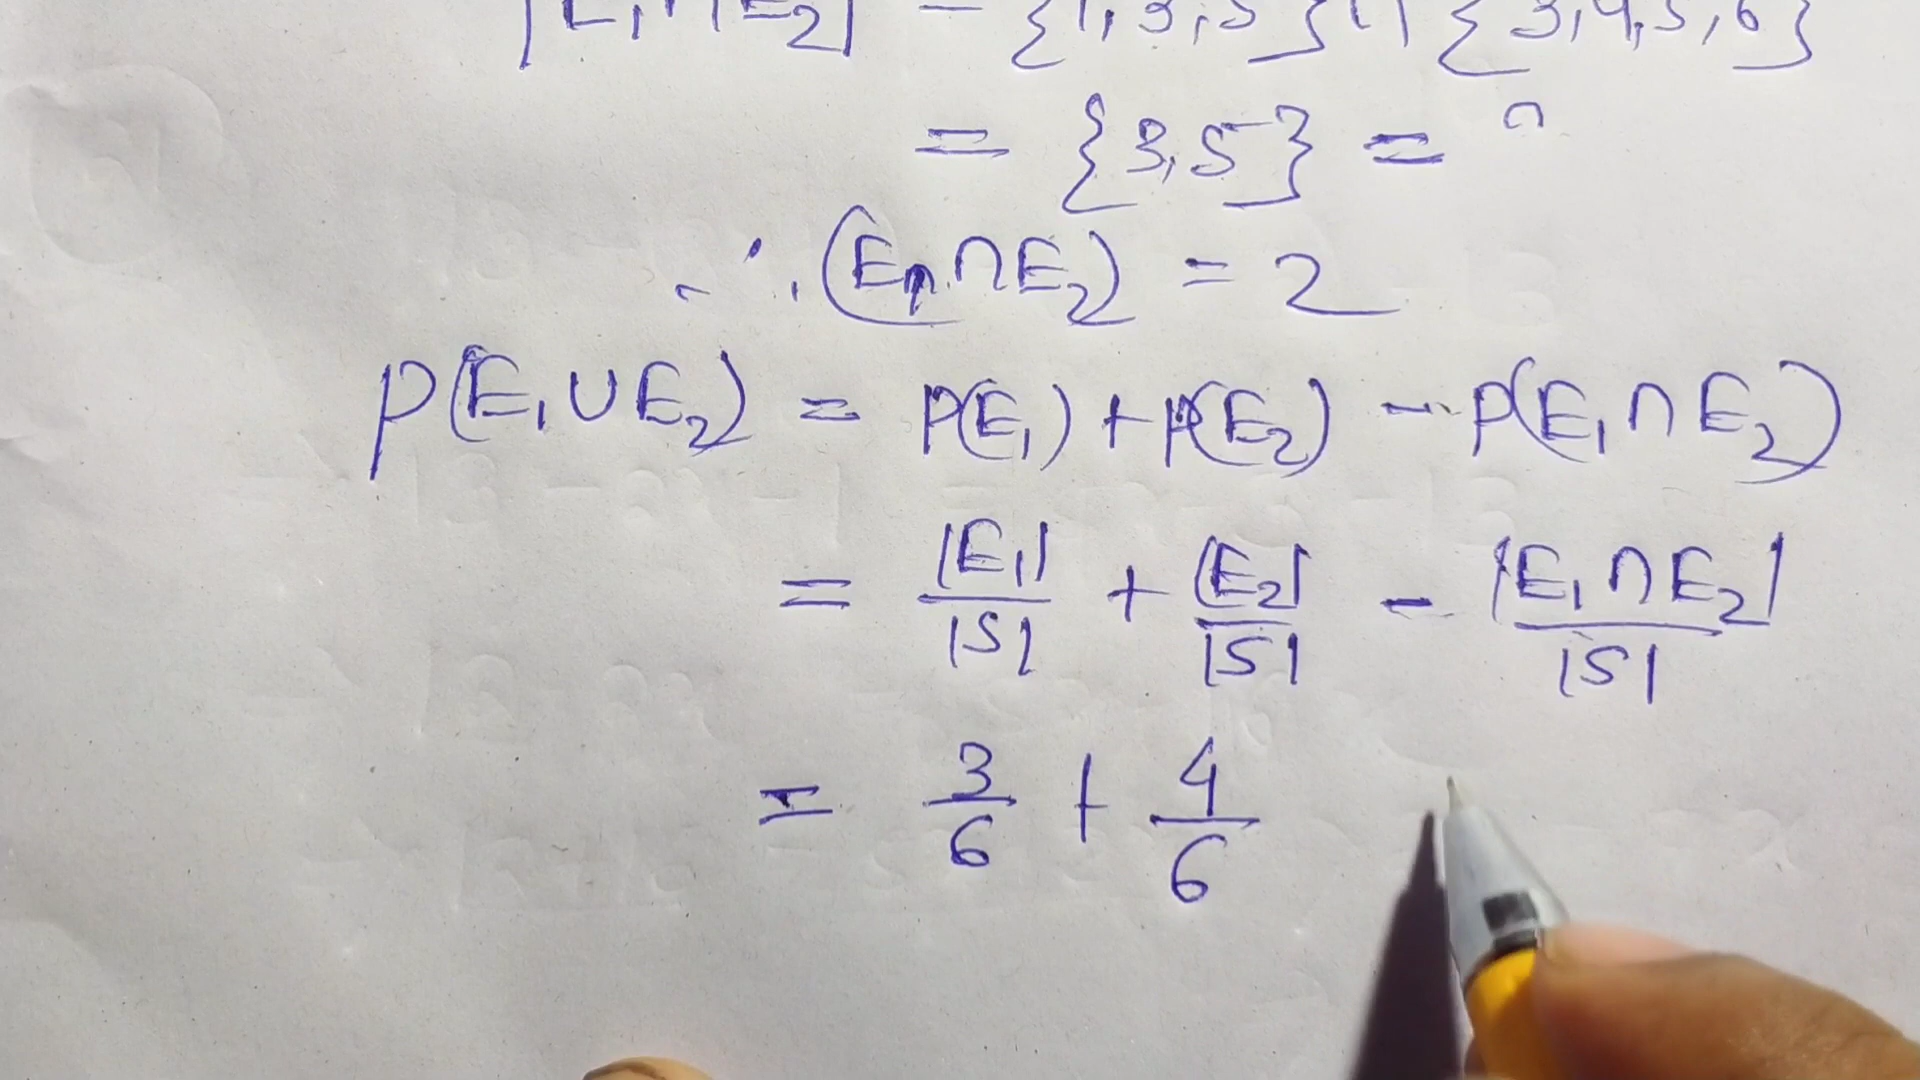 |E₁∩E₂| = {1,3,5} ∩ {3,4,5,6}
= {3,5} =
∴ (E₁∩E₂) = 2
P(E₁∪E₂) = P(E₁) + P(E₂) - P(E₁∩E₂)
= |E₁|/|S| + |E₂|/|S| - |E₁∩E₂|/|S|
= 3/6 + 4/6